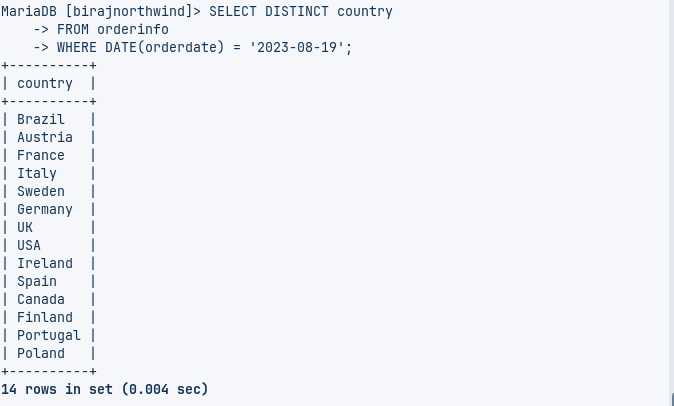 MariaDB [birajnorthwind]> SELECT DISTINCT country
    -> FROM orderinfo
    -> WHERE DATE(orderdate) = '2023-08-19';
+----------+
| country  |
+----------+
| Brazil   |
| Austria  |
| France   |
| Italy    |
| Sweden   |
| Germany  |
| UK       |
| USA      |
| Ireland  |
| Spain    |
| Canada   |
| Finland  |
| Portugal |
| Poland   |
+----------+
14 rows in set (0.004 sec)